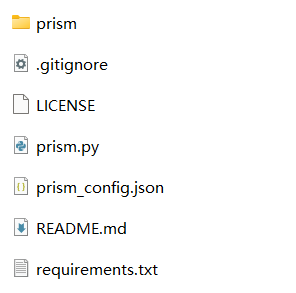 prism
.gitignore
LICENSE
prism.py
prism_config.json
README.md
requirements.txt